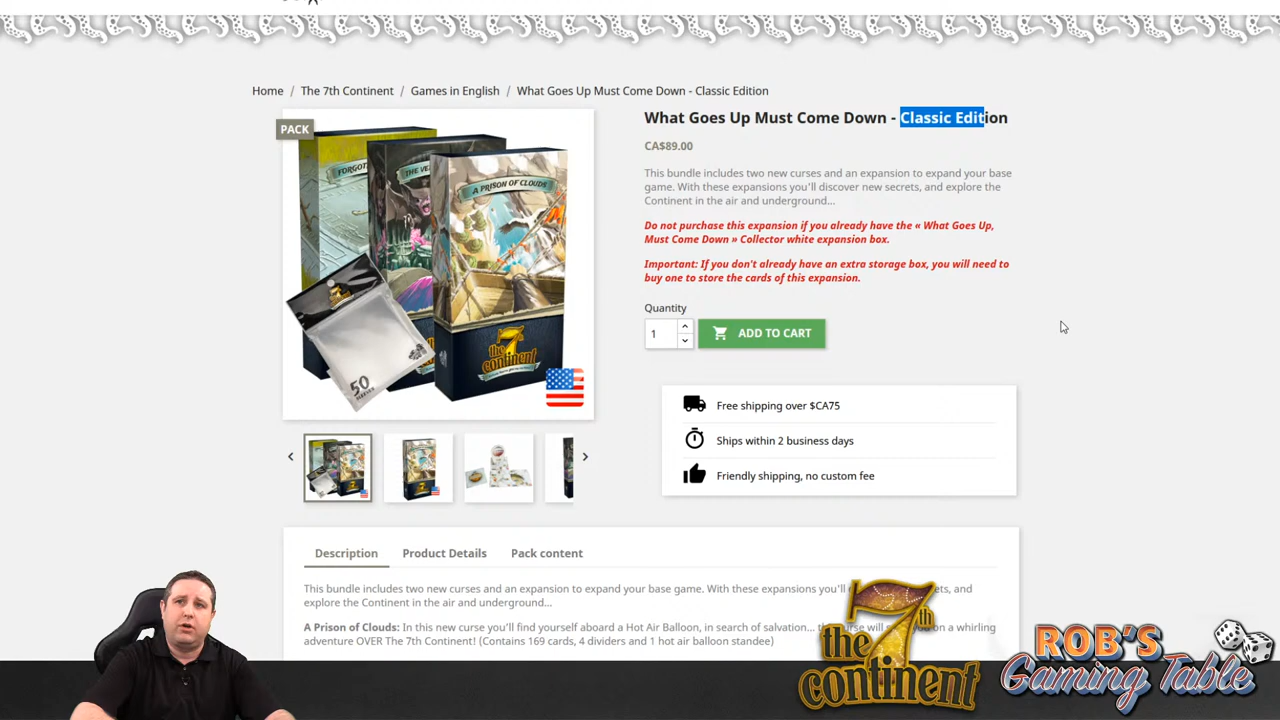 Home / The 7th Continent / Games in English / What Goes Up Must Come Down - Classic Edition
PACK
A PRISON OF CLOUDS
the 7 continent
50
What Goes Up Must Come Down - Classic Edition
CA$89.00
This bundle includes two new curses and an expansion to expand your base
game. With these expansions you'll discover new secrets, and explore the
Continent in the air and underground...
Do not purchase this expansion if you already have the « What Goes Up,
Must Come Down » Collector white expansion box.
Important: If you don't already have an extra storage box, you will need to
buy one to store the cards of this expansion.
Quantity
1
ADD TO CART
Free shipping over $CA75
Ships within 2 business days
Friendly shipping, no custom fee
Description Product Details Pack content
This bundle includes two new curses and an expansion to expand your base game. With these expansions you'll
explore the Continent in the air and underground...
A Prison of Clouds: In this new curse you'll find yourself aboard a Hot Air Balloon, in search of salvation... on a whirling
adventure OVER The 7th Continent! (Contains 169 cards, 4 dividers and 1 hot air balloon standee)
the 7th continent
ROB'S
Gaming Table